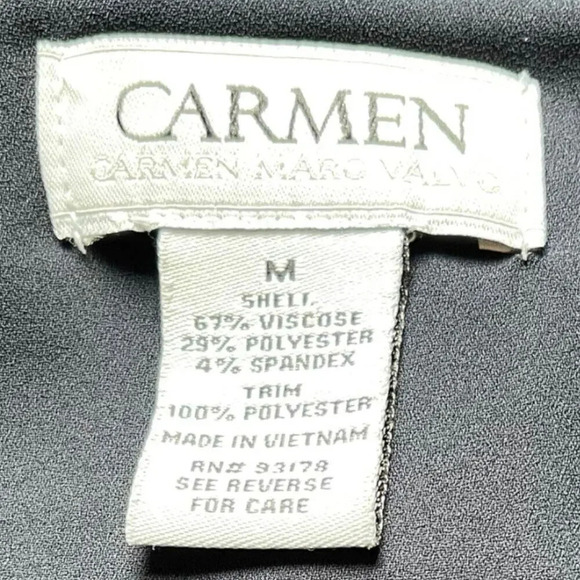 CARMEN
CARMEN MARC VALVO
M
SHELL
67% VISCOSE
29% POLYESTER
4% SPANDEX
TRIM
100% POLYESTER
MADE IN VIETNAM
RN# 93178
SEE REVERSE
FOR CARE